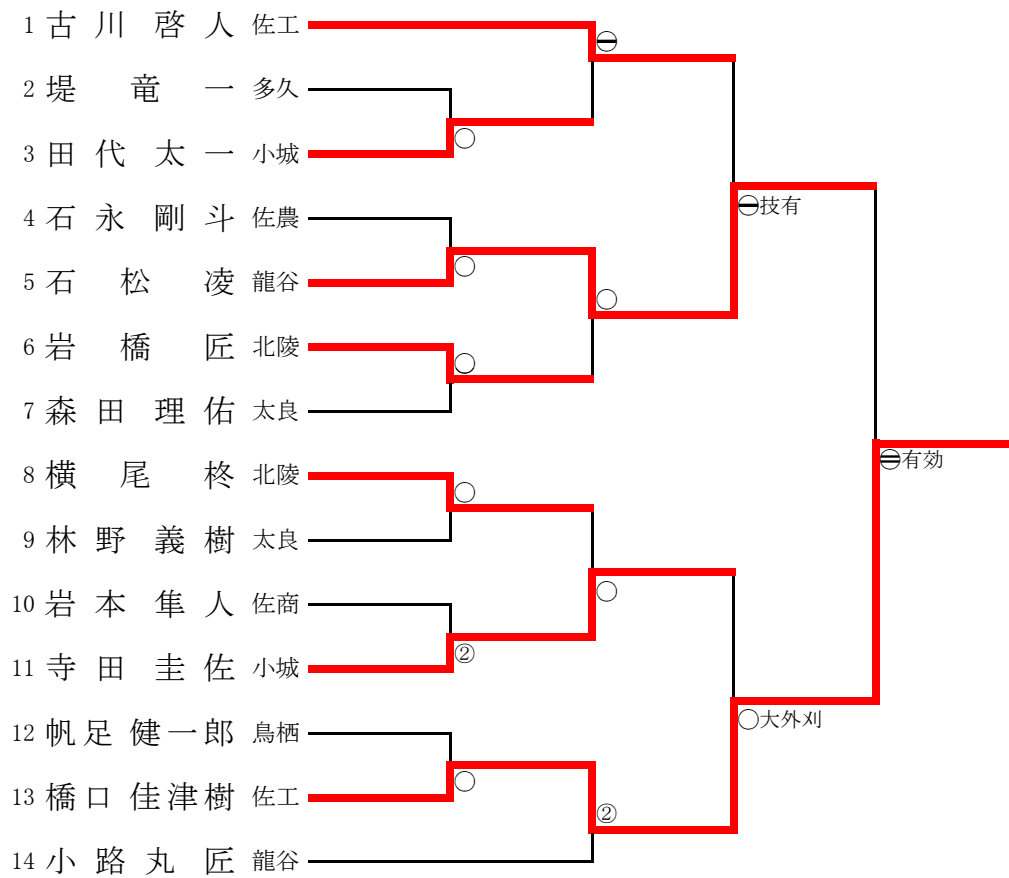 1 古川啓人 佐工
2 堤竜一 多久
3 田代太一 小城
○
4 石永剛斗 佐農
㊀技有
5 石松凌 龍谷
○
○
6 岩橋匠 北陵
○
7 森田理佑 太良
有効
8 横尾柊 北陵
○
9 林野義樹 太良
10 岩本隼人 佐商
○
11 寺田圭佐 小城
②
12 帆足健一郎 鳥栖
○大外刈
13 橋口佳津樹 佐工
○
②
14 小路丸匠 龍谷